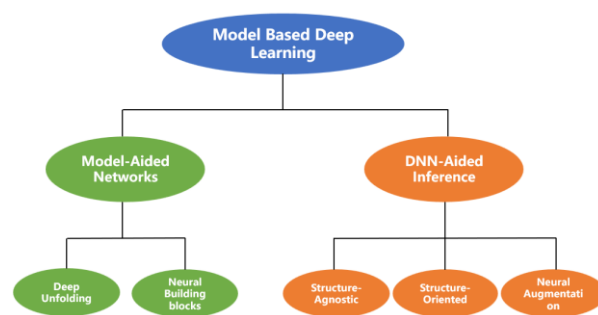 Model Based Deep
Learning
Model-Aided
Networks
DNN-Aided
Inference
Deep
Unfolding
Neural
Building
blocks
Structure-
Agnostic
Structure-
Oriented
Neural
Augmentati
on